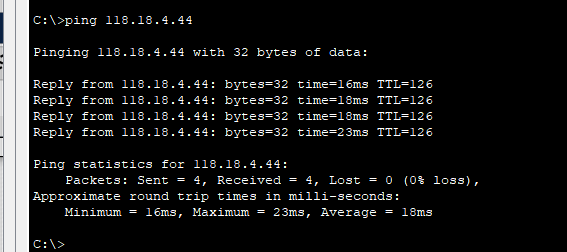 C:\>ping 118.18.4.44
Pinging 118.18.4.44 with 32 bytes of data:
Reply from 118.18.4.44: bytes=32 time=16ms TTL=126
Reply from 118.18.4.44: bytes=32 time=18ms TTL=126
Reply from 118.18.4.44: bytes=32 time=18ms TTL=126
Reply from 118.18.4.44: bytes=32 time=23ms TTL=126
Ping statistics for 118.18.4.44:
    Packets: Sent = 4, Received = 4, Lost = 0 (0% loss),
Approximate round trip times in milli-seconds:
    Minimum = 16ms, Maximum = 23ms, Average = 18ms
C:\>